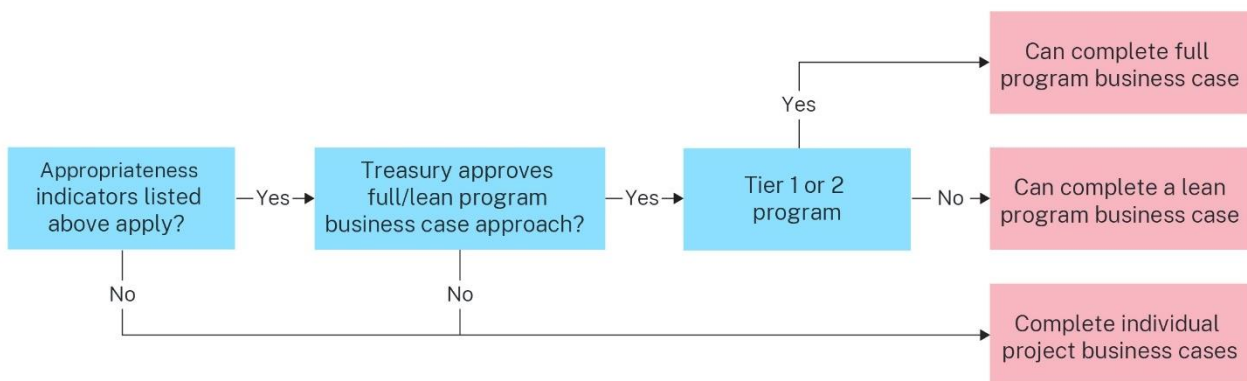 Can complete full
program business case
Yes
Appropriateness
indicators listed
above apply?
Yes
Treasury approves
full/lean program
business case approach?
Yes
Tier 1 or 2
program
No
Can complete a lean
program business case
No
No
Complete individual
project business cases